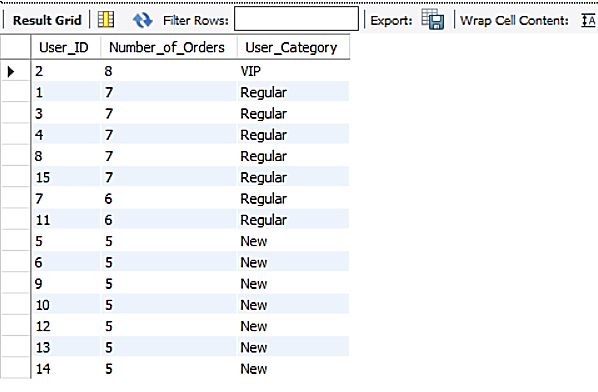 Result Grid Filter Rows: Export: Wrap Cell Content: IA
User_ID Number_of_Orders User_Category
2 8 VIP
1 7 Regular
3 7 Regular
4 7 Regular
8 7 Regular
15 7 Regular
7 6 Regular
11 6 Regular
5 5 New
6 5 New
9 5 New
10 5 New
12 5 New
13 5 New
14 5 New